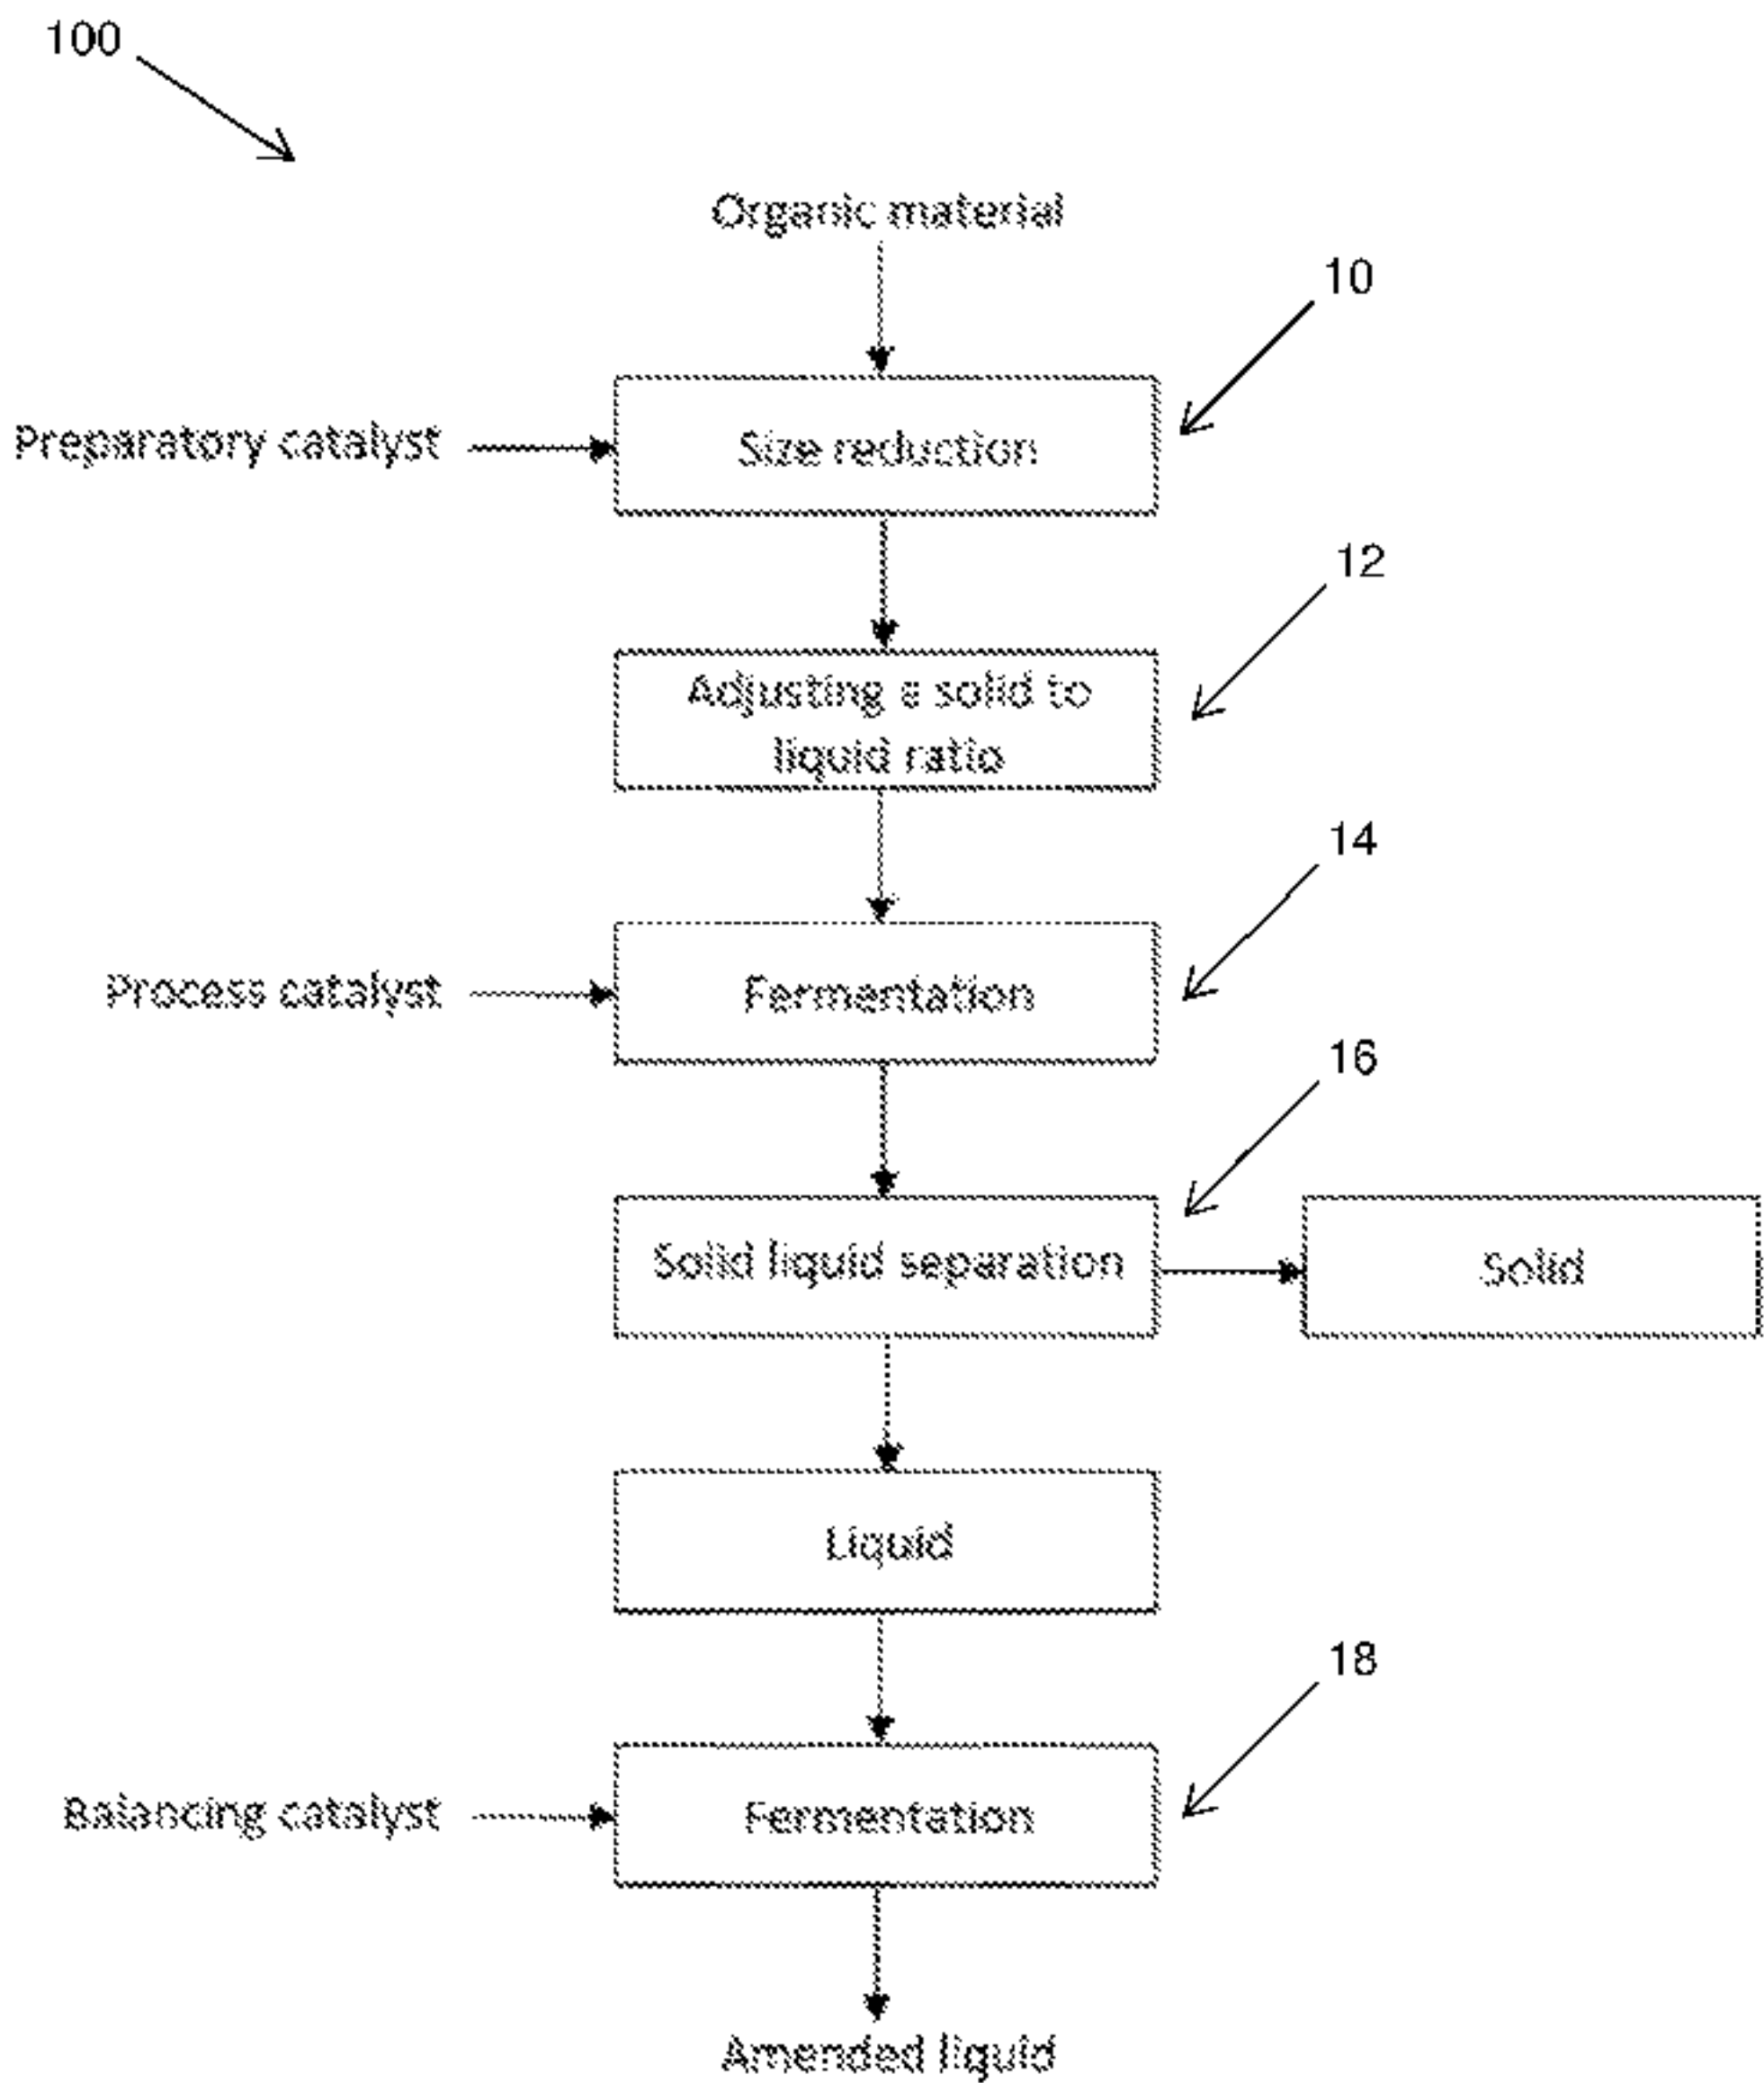 100
Organic material
10
Preparatory catalyst
Size reduction
12
Adjusting a solid to
liquid ratio
14
Process catalyst
Fermentation
16
Solid liquid separation
Solid
Liquid
18
Balancing catalyst
Fermentation
Amended liquid